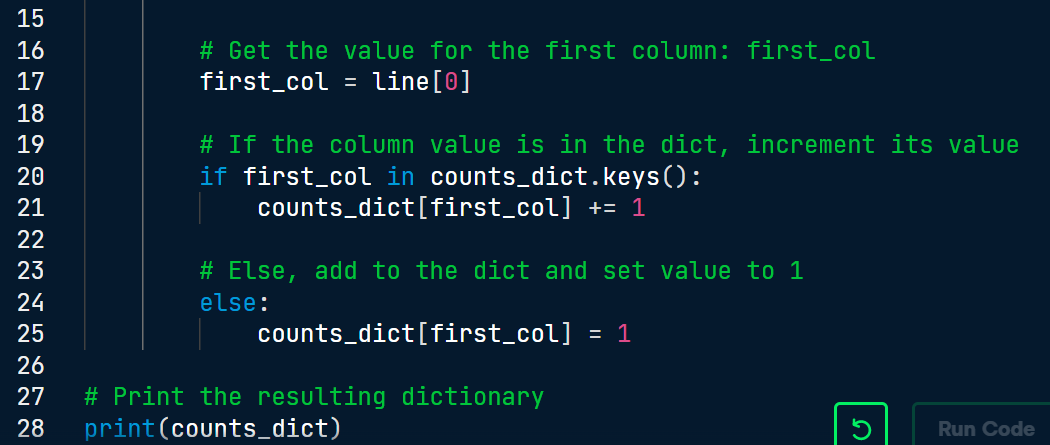 15
16 # Get the value for the first column: first_col
17 first_col = line[0]
18
19 # If the column value is in the dict, increment its value
20 if first_col in counts_dict.keys():
21 counts_dict[first_col] += 1
22
23 # Else, add to the dict and set value to 1
24 else:
25 counts_dict[first_col] = 1
26
27 # Print the resulting dictionary
28 print(counts_dict)
Run Code